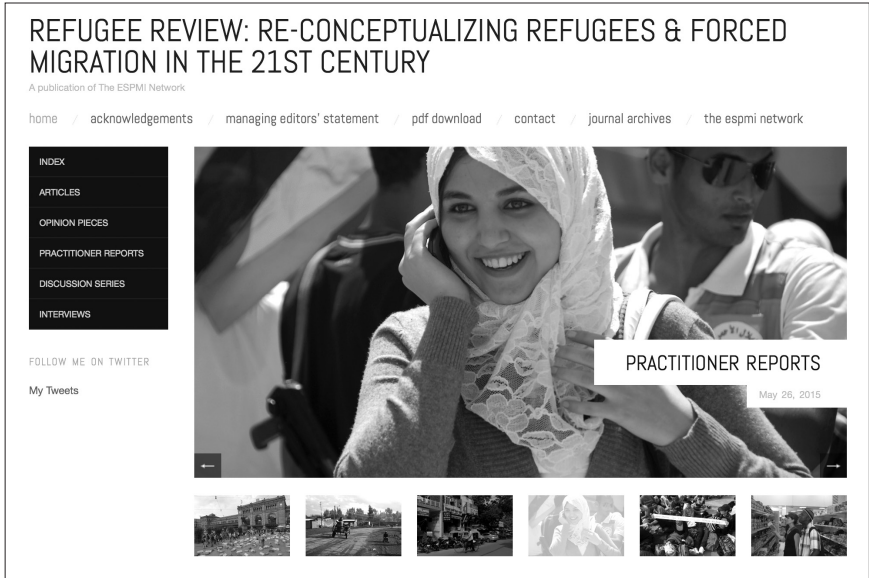 REFUGEE REVIEW: RE-CONCEPTUALIZING REFUGEES & FORCED
MIGRATION IN THE 21ST CENTURY
A publication of The ESPMI Network
home / acknowledgements / managing editors' statement / pdf download / contact / journal archives / the espmi network
INDEX
ARTICLES
OPINION PIECES
PRACTITIONER REPORTS
DISCUSSION SERIES
INTERVIEWS
FOLLOW ME ON TWITTER
My Tweets
PRACTITIONER REPORTS
May 26, 2015